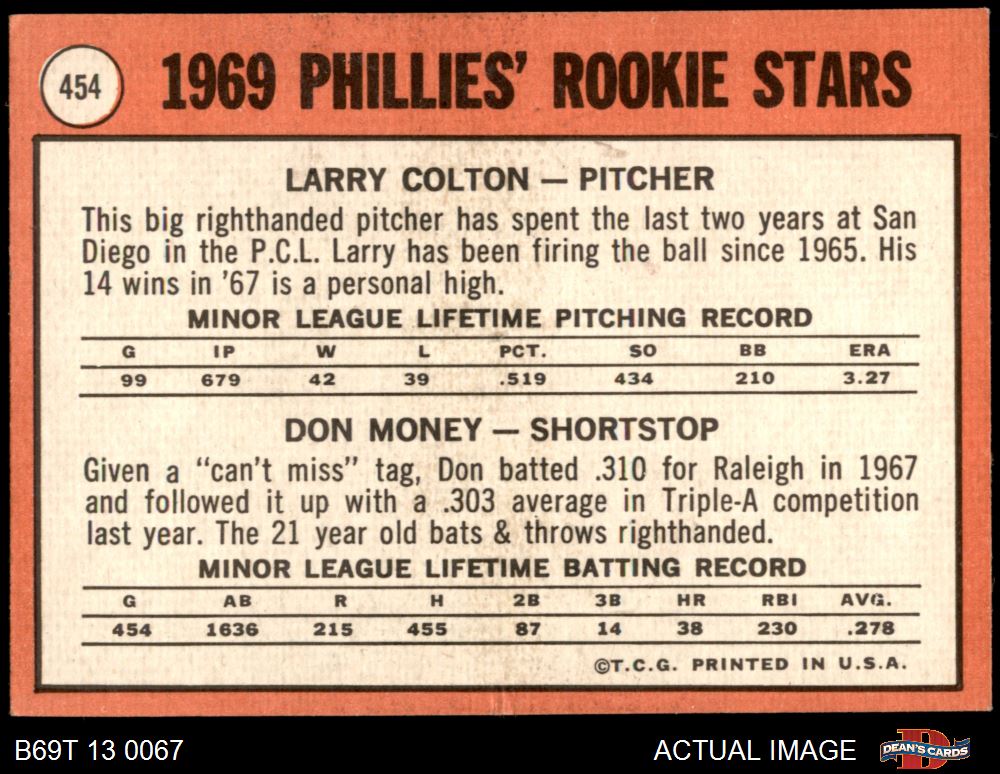 454
1969 PHILLIES' ROOKIE STARS
LARRY COLTON — PITCHER
This big righthanded pitcher has spent the last two years at San
Diego in the P.C.L. Larry has been firing the ball since 1965. His
14 wins in '67 is a personal high.
MINOR LEAGUE LIFETIME PITCHING RECORD
G IP W L PCT. SO BB ERA
99 679 42 39 .519 434 210 3.27
DON MONEY — SHORTSTOP
Given a "can't miss" tag, Don batted .310 for Raleigh in 1967
and followed it up with a .303 average in Triple-A competition
last year. The 21 year old bats & throws righthanded.
MINOR LEAGUE LIFETIME BATTING RECORD
G AB R H 2B 3B HR RBI AVG.
454 1636 215 455 87 14 38 230 .278
©T.C.G. PRINTED IN U.S.A.
B69T 13 0067
ACTUAL IMAGE
DEAN'S CARDS